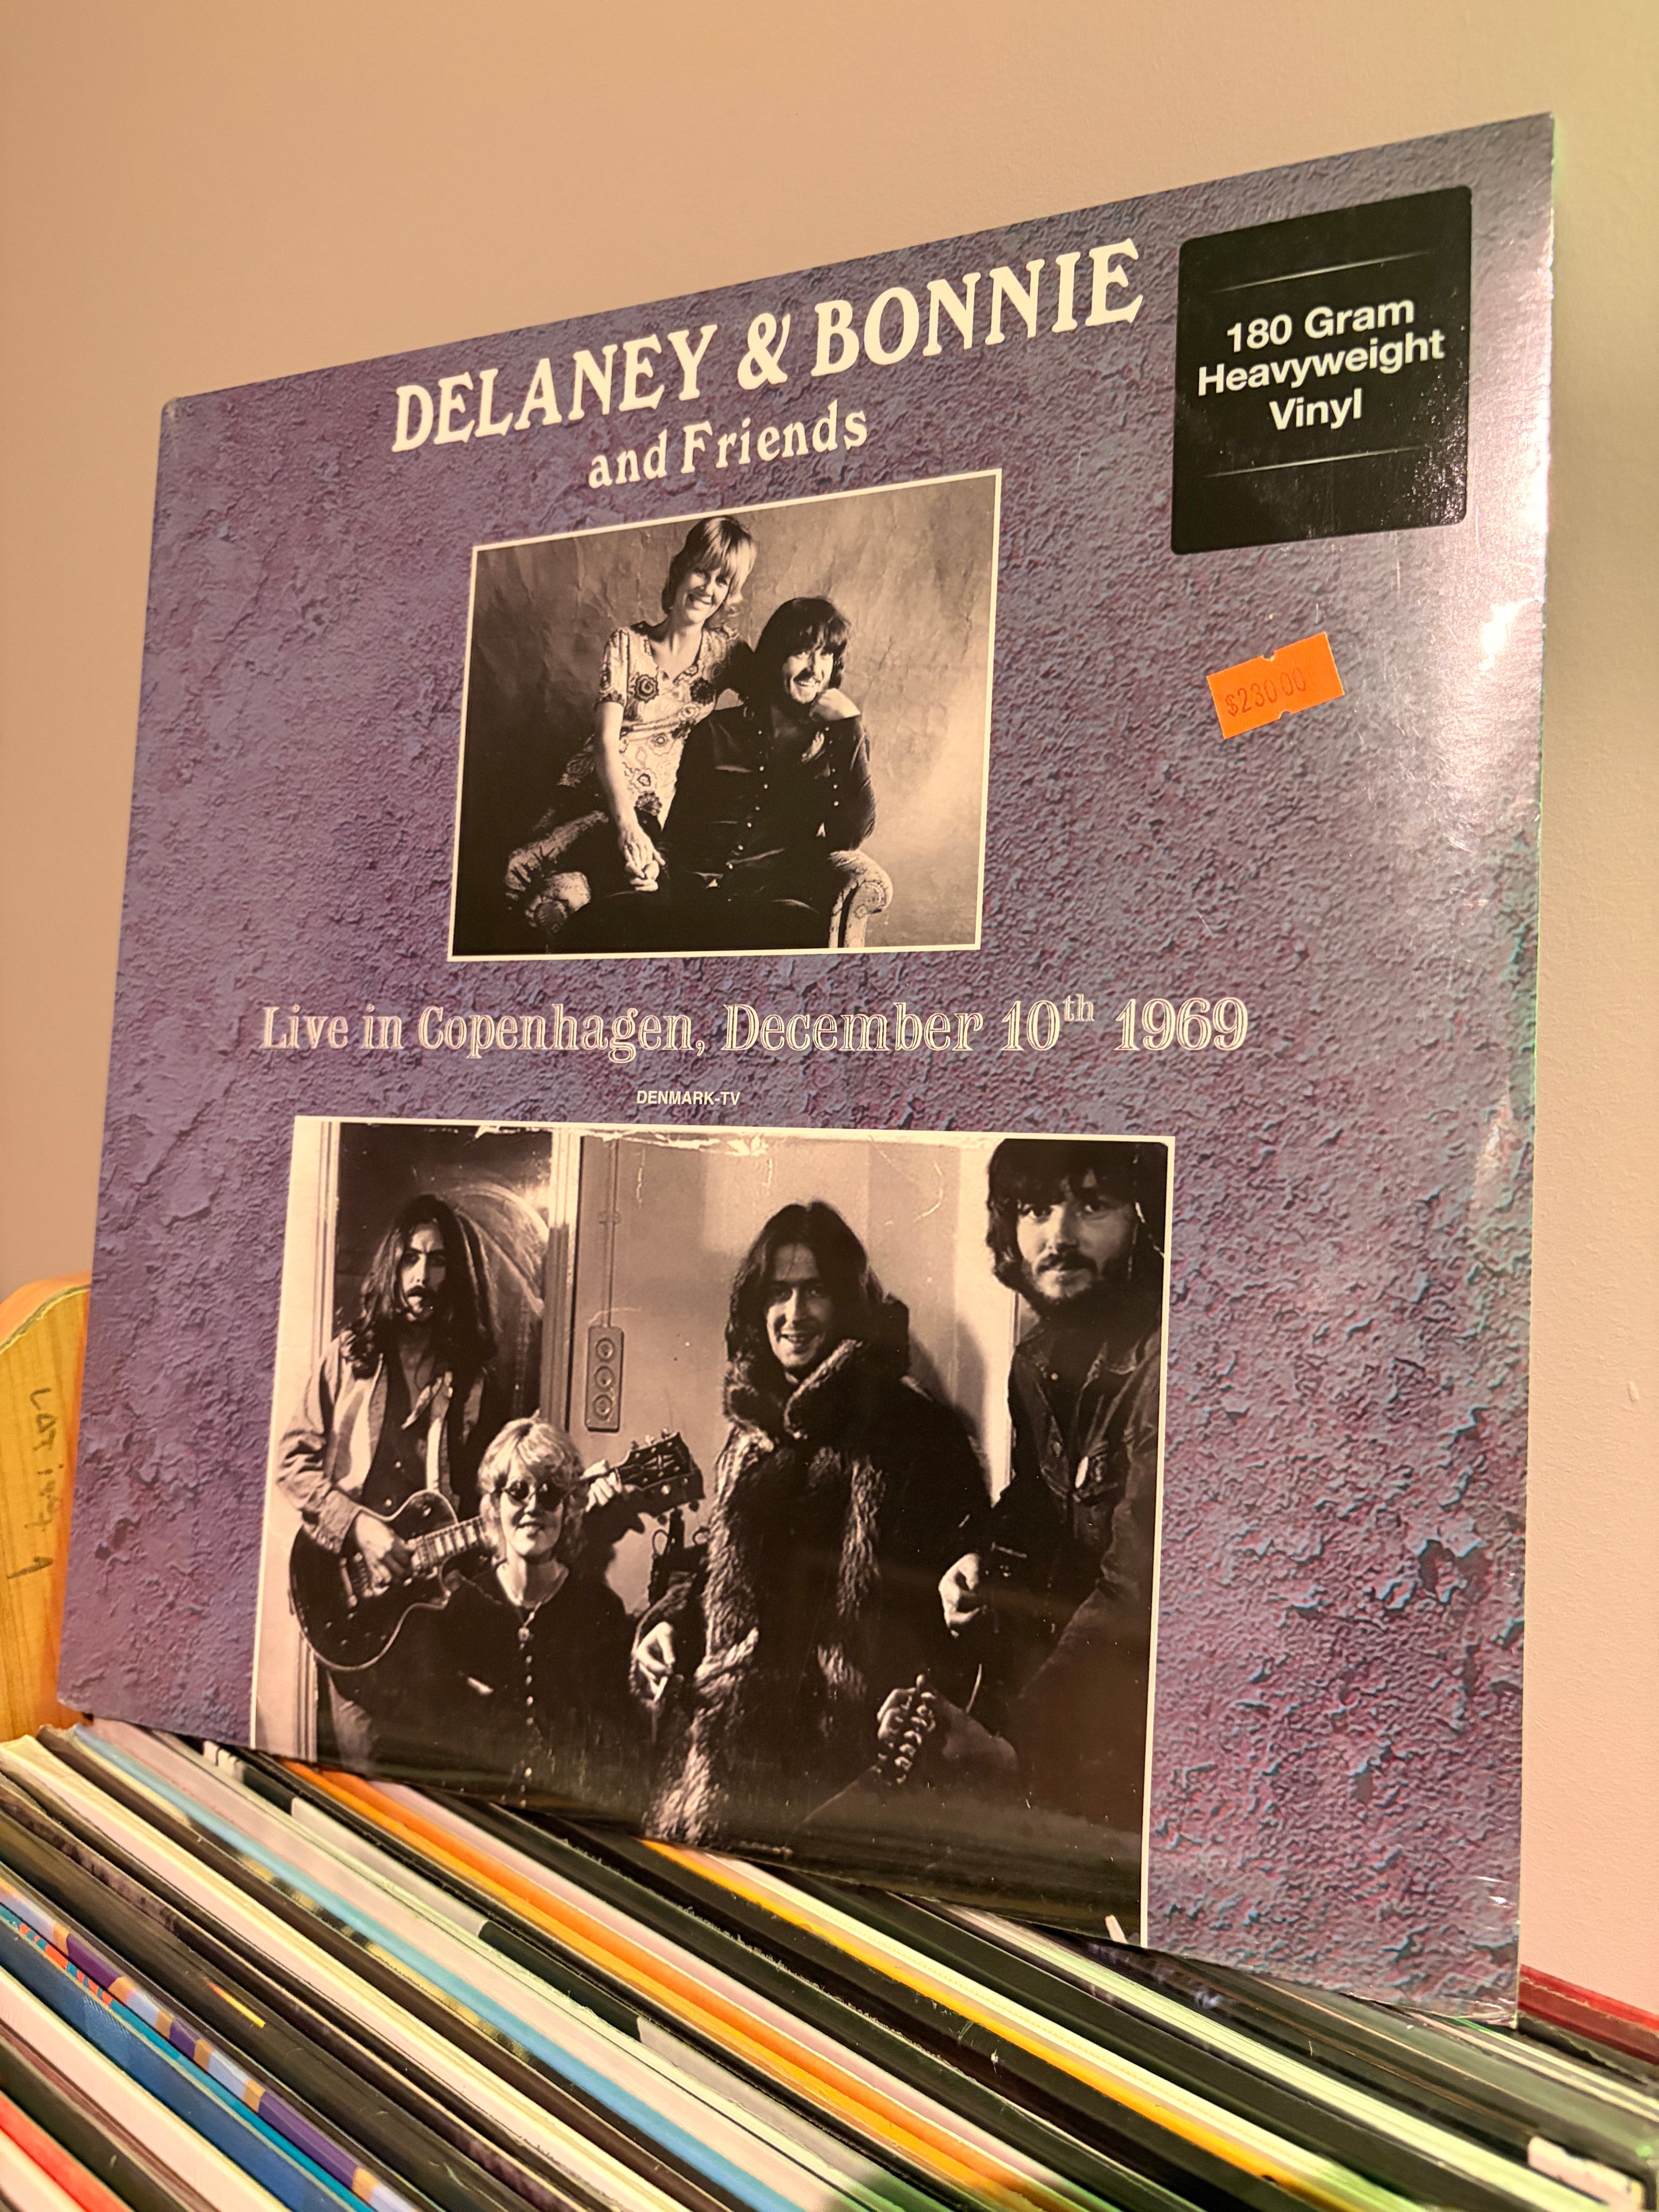 DELANEY & BONNIE
and Friends
180 Gram
Heavyweight
Vinyl
$230.00
Live in Copenhagen, December 10th 1969
DENMARK-TV